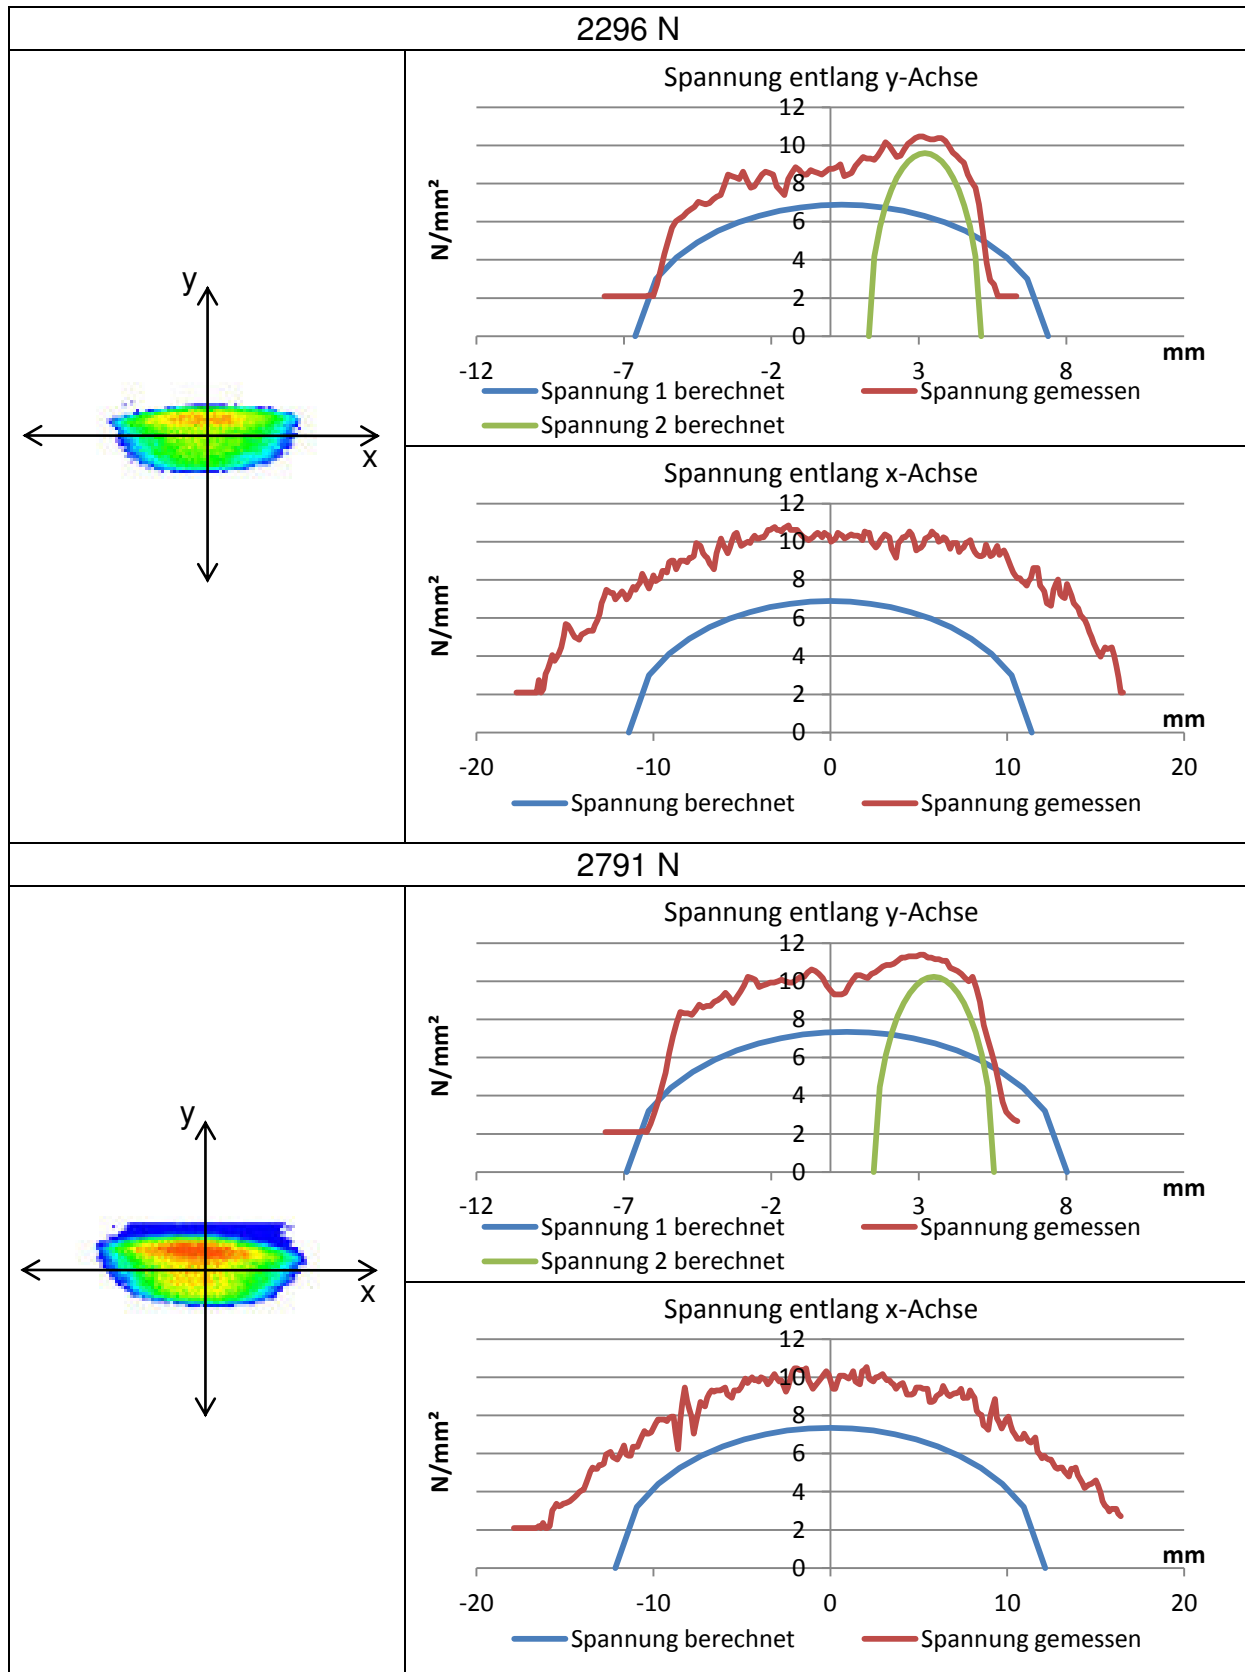 2296 N
y
x
Spannung entlang y-Achse
N/mm²
12
10
8
6
4
2
0
-12
-7
-2
3
8
mm
Spannung 1 berechnet
Spannung gemessen
Spannung 2 berechnet
Spannung entlang x-Achse
N/mm²
12
10
8
6
4
2
0
-20
-10
0
10
20
mm
Spannung berechnet
Spannung gemessen
2791 N
y
x
Spannung entlang y-Achse
N/mm²
12
10
8
6
4
2
0
-12
-7
-2
3
8
mm
Spannung 1 berechnet
Spannung gemessen
Spannung 2 berechnet
Spannung entlang x-Achse
N/mm²
12
10
8
6
4
2
0
-20
-10
0
10
20
mm
Spannung berechnet
Spannung gemessen